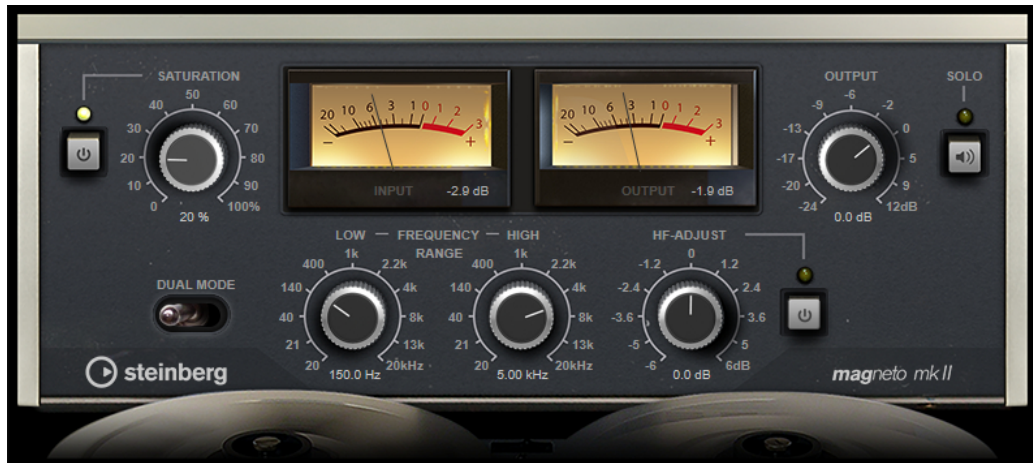 SATURATION
50
40 60
30 70
20 80
10 90
0 100%
20 %
20 10 6 3 1 0 1 2 3
- +
INPUT -2.9 dB
20 10 6 3 1 0 1 2 3
- +
OUTPUT -1.9 dB
OUTPUT
-6
-9 -2
-13 0
-17 5
-20 9
-24 12dB
0.0 dB
SOLO
DUAL MODE
LOW FREQUENCY HIGH
RANGE
1k
400 2.2k
140 4k
40 8k
21 13k
20 20kHz
150.0 Hz
1k
400 2.2k
140 4k
40 8k
21 13k
20 20kHz
5.00 kHz
HF-ADJUST
0
-1.2 1.2
-2.4 2.4
-3.6 3.6
-5 5
-6 6dB
0.0 dB
steinberg
magneto mk II